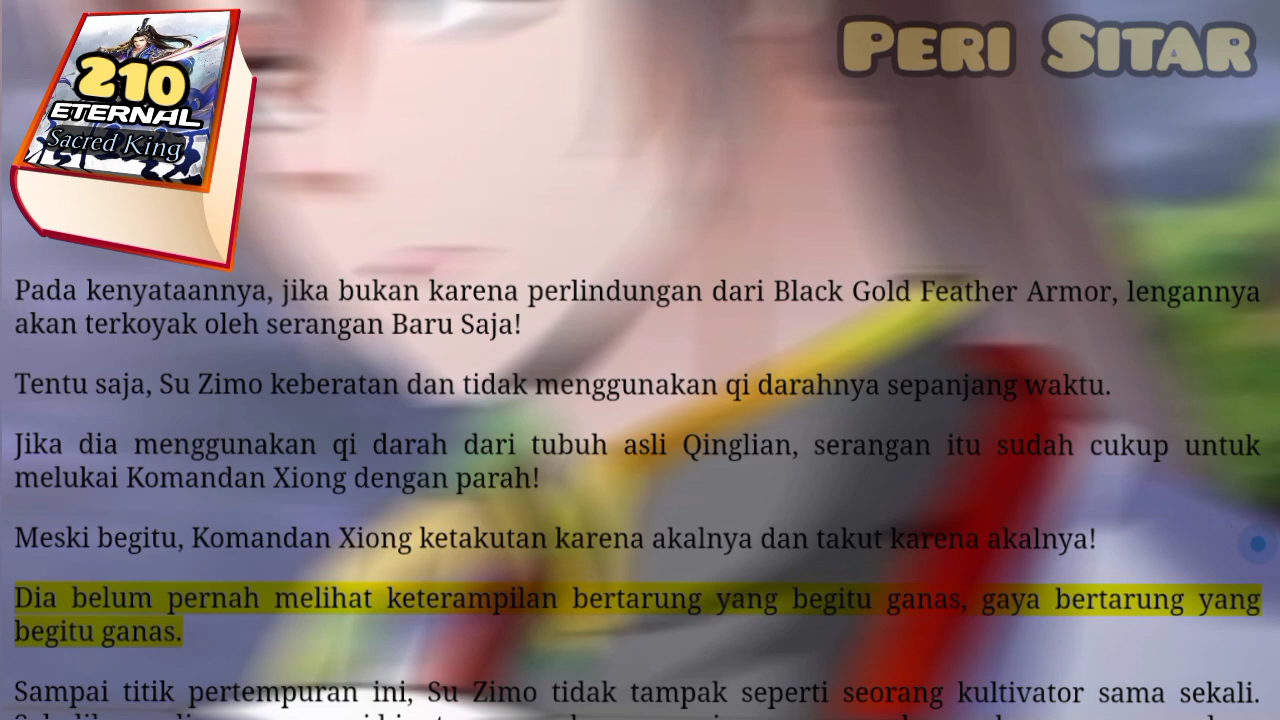 PERI SITAR
210
ETERNAL
Sacred King
Pada kenyataannya, jika bukan karena perlindungan dari Black Gold Feather Armor, lengannya
akan terkoyak oleh serangan Baru Saja!
Tentu saja, Su Zimo keberatan dan tidak menggunakan qi darahnya sepanjang waktu.
Jika dia menggunakan qi darah dari tubuh asli Qinglian, serangan itu sudah cukup untuk
melukai Komandan Xiong dengan parah!
Meski begitu, Komandan Xiong ketakutan karena akalnya dan takut karena akalnya!
Dia belum pernah melihat keterampilan bertarung yang begitu ganas, gaya bertarung yang
begitu ganas.
Sampai titik pertempuran ini, Su Zimo tidak tampak seperti seorang kultivator sama sekali.